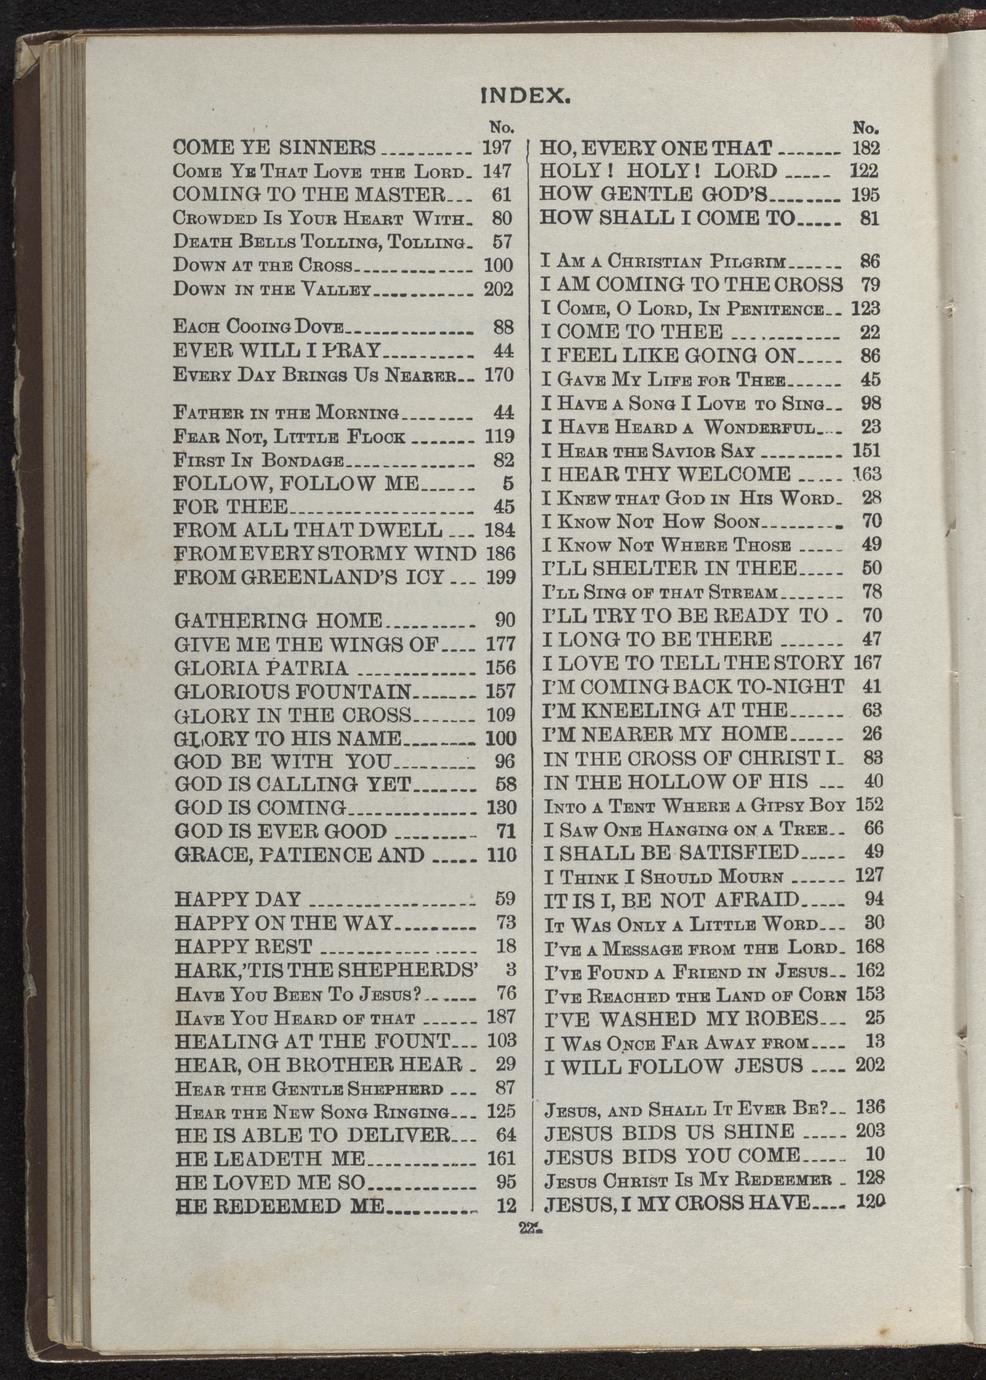 INDEX.
No.
COME YE SINNERS 197
Come Ye That Love the Lord 147
COMING TO THE MASTER 61
Crowded Is Your Heart With 80
Death Bells Tolling, Tolling 57
Down at the Cross 100
Down in the Valley 202
Each Cooing Dove 88
EVER WILL I PRAY 44
Every Day Brings Us Nearer 170
Father in the Morning 44
Fear Not, Little Flock 119
First In Bondage 82
FOLLOW, FOLLOW ME 5
FOR THEE 45
FROM ALL THAT DWELL 184
FROM EVERY STORMY WIND 186
FROM GREENLAND'S ICY 199
GATHERING HOME 90
GIVE ME THE WINGS OF 177
GLORIA PATRIA 156
GLORIOUS FOUNTAIN 157
GLORY IN THE CROSS 109
GLORY TO HIS NAME 100
GOD BE WITH YOU 96
GOD IS CALLING YET 58
GOD IS COMING 130
GOD IS EVER GOOD 71
GRACE, PATIENCE AND 110
HAPPY DAY 59
HAPPY ON THE WAY 73
HAPPY REST 18
HARK, 'TIS THE SHEPHERDS' 3
Have You Been To Jesus? 76
Have You Heard of that 187
HEALING AT THE FOUNT 103
HEAR, OH BROTHER HEAR 29
Hear the Gentle Shepherd 87
Hear the New Song Ringing 125
HE IS ABLE TO DELIVER 64
HE LEADETH ME 161
HE LOVED ME SO 95
HE REDEEMED ME 12
No.
HO, EVERY ONE THAT 182
HOLY! HOLY! LORD 122
HOW GENTLE GOD'S 195
HOW SHALL I COME TO 81
I Am a Christian Pilgrim 86
I AM COMING TO THE CROSS 79
I Come, O Lord, In Penitence 123
I COME TO THEE 22
I FEEL LIKE GOING ON 86
I Gave My Life for Thee 45
I Have a Song I Love to Sing 98
I Have Heard a Wonderful 23
I Hear the Savior Say 151
I HEAR THY WELCOME 163
I Knew that God in His Word 28
I Know Not How Soon 70
I Know Not Where Those 49
I'LL SHELTER IN THEE 50
I'll Sing of that Stream 78
I'LL TRY TO BE READY TO 70
I LONG TO BE THERE 47
I LOVE TO TELL THE STORY 167
I'M COMING BACK TO-NIGHT 41
I'M KNEELING AT THE 63
I'M NEARER MY HOME 26
IN THE CROSS OF CHRIST I 83
IN THE HOLLOW OF HIS 40
Into a Tent Where a Gipsy Boy 152
I Saw One Hanging on a Tree 66
I SHALL BE SATISFIED 49
I Think I Should Mourn 127
IT IS I, BE NOT AFRAID 94
It Was Only a Little Word 30
I've a Message from the Lord 168
I've Found a Friend in Jesus 162
I've Reached the Land of Corn 153
I'VE WASHED MY ROBES 25
I Was Once Far Away from 13
I WILL FOLLOW JESUS 202
Jesus, and Shall It Ever Be? 136
JESUS BIDS US SHINE 203
JESUS BIDS YOU COME 10
Jesus Christ Is My Redeemer 128
JESUS, I MY CROSS HAVE 120